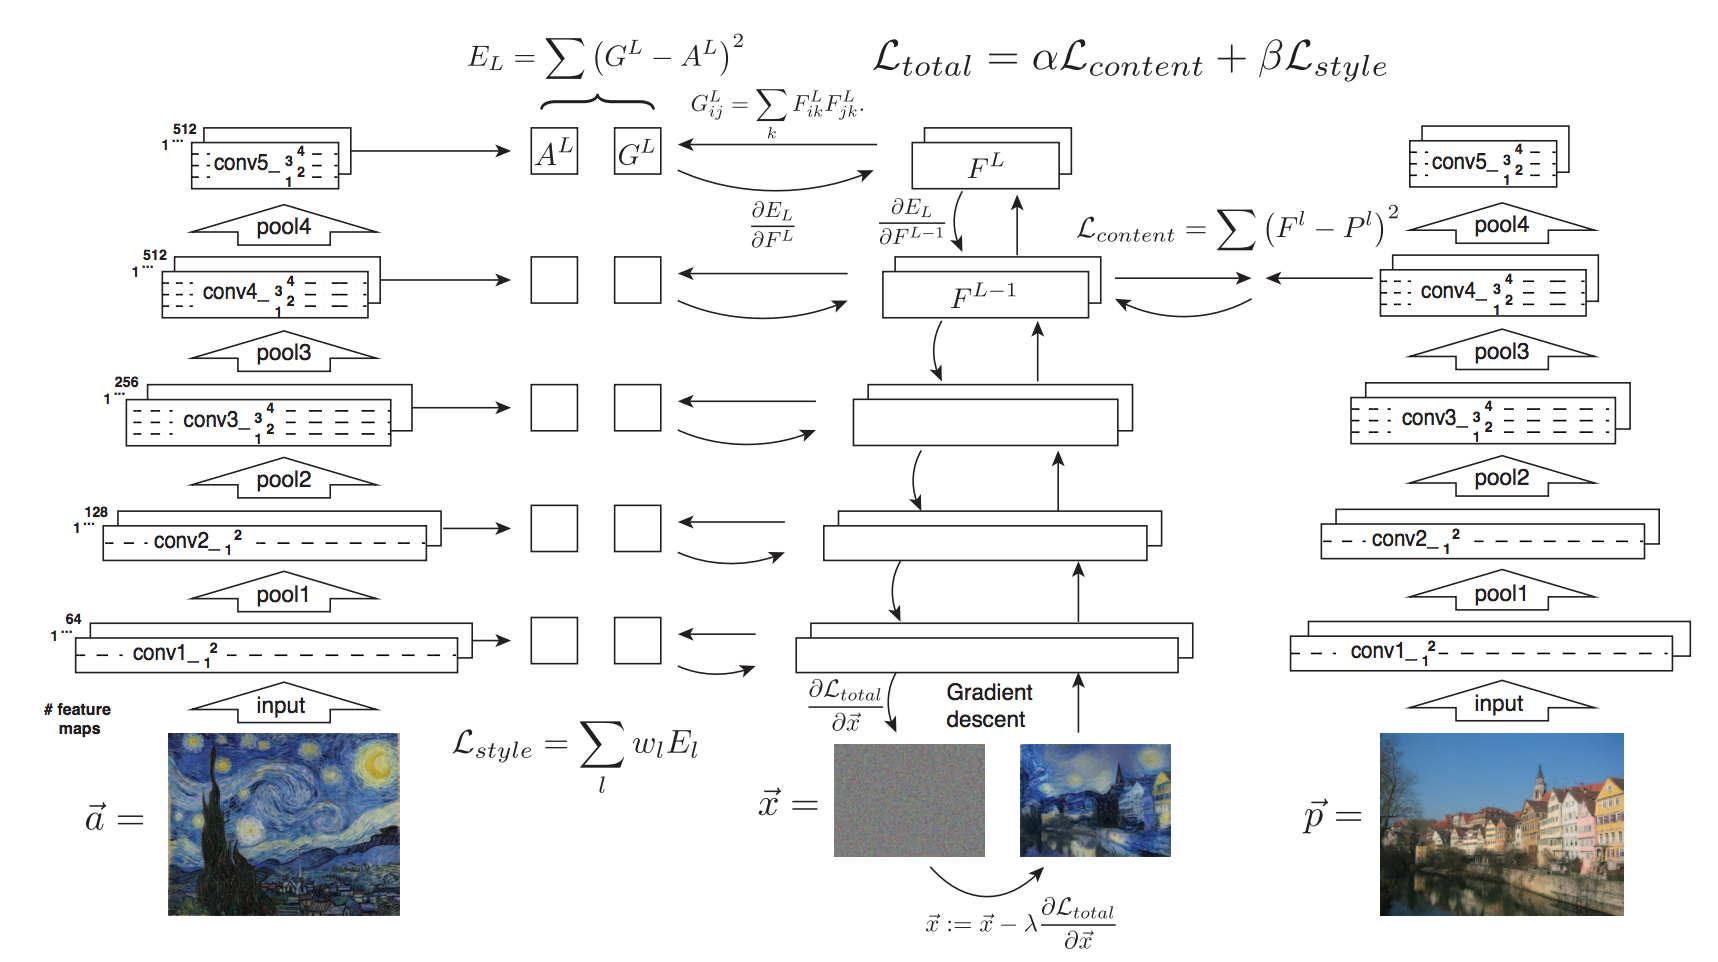 E_L = ∑ (G^L − A^L)^2
𝓛_total = α𝓛_content + β𝓛_style
G^L_ij = ∑_k F^L_ik F^L_jk.
1 ... 512
conv5_ 1 2 3 4
A^L
G^L
F^L
conv5_ 1 2 3 4
pool4
∂E_L/∂F^L
∂E_L/∂F^{L−1}
𝓛_content = ∑ (F^l − P^l)^2
pool4
1 ... 512
conv4_ 1 2 3 4
F^{L−1}
conv4_ 1 2 3 4
pool3
pool3
1 ... 256
conv3_ 1 2 3 4
conv3_ 1 2 3 4
pool2
pool2
1 ... 128
conv2_ 1 2
conv2_ 1 2
pool1
pool1
1 ... 64
conv1_ 1 2
conv1_ 1 2
input
# feature
maps
∂𝓛_total/∂x⃗
Gradient
descent
input
𝓛_style = ∑_l w_l E_l
a⃗ =
x⃗ =
p⃗ =
x⃗ := x⃗ − λ ∂𝓛_total/∂x⃗